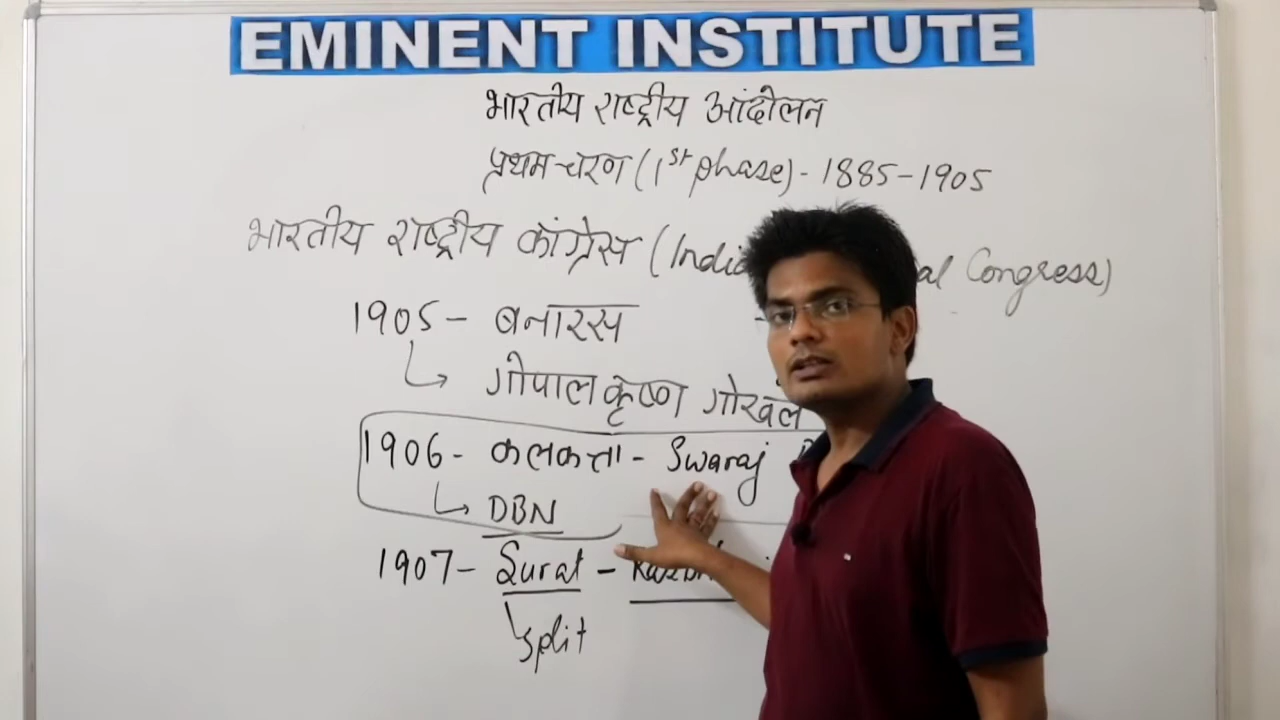 EMINENT INSTITUTE
भारतीय राष्ट्रीय आंदोलन
प्रथम चरण (1st phase) - 1885-1905
भारतीय राष्ट्रीय कांग्रेस (India al Congress)
1905 - बनारस
गोपाल कृष्ण गोखले
1906 - कलकत्ता - Swaraj
DBN
1907 - Surat -
split